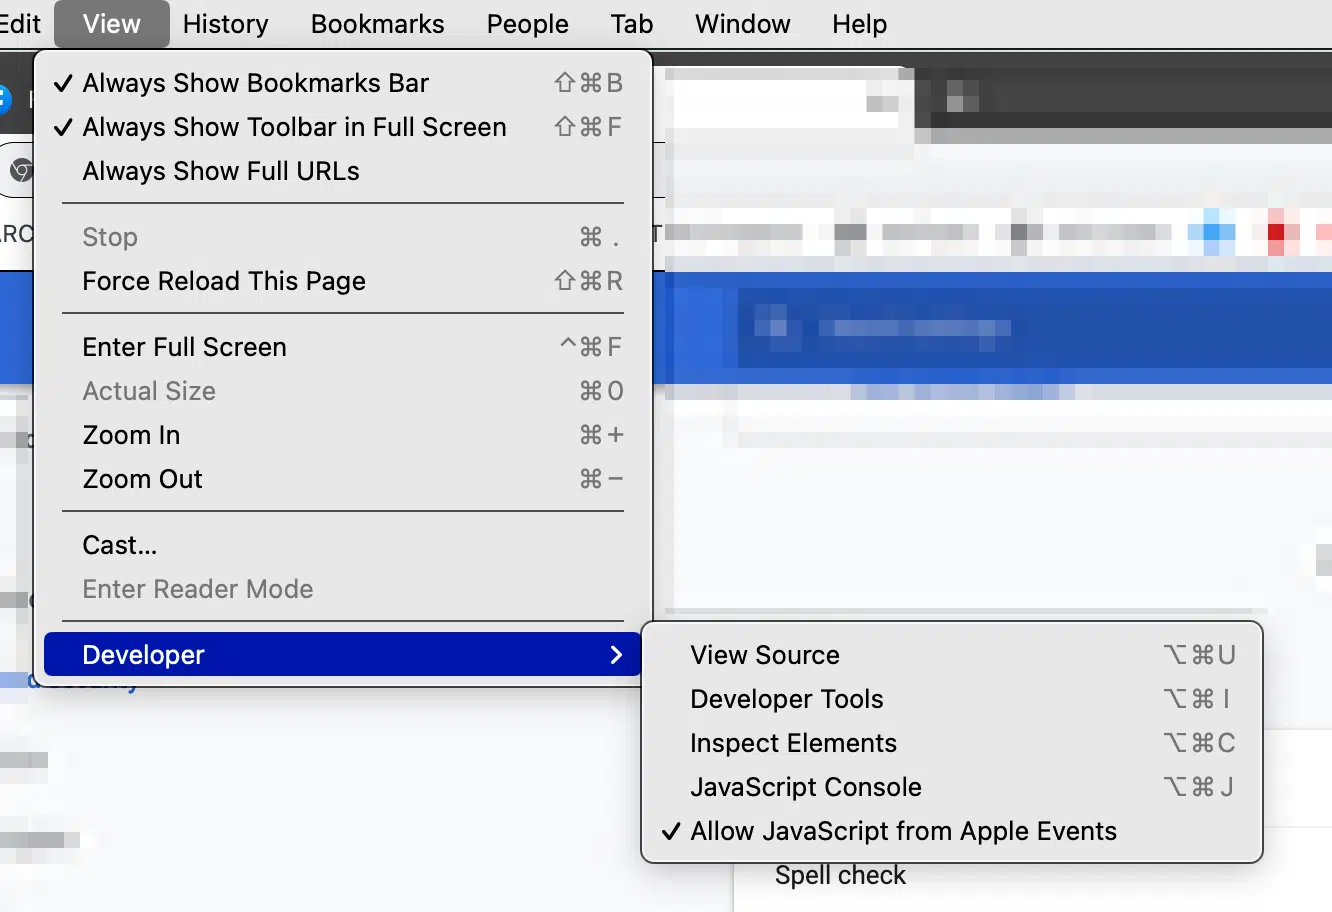 Edit View History Bookmarks People Tab Window Help
✓ Always Show Bookmarks Bar ⇧⌘B
✓ Always Show Toolbar in Full Screen ⇧⌘F
Always Show Full URLs
Stop ⌘.
Force Reload This Page ⇧⌘R
Enter Full Screen ^⌘F
Actual Size ⌘0
Zoom In ⌘+
Zoom Out ⌘−
Cast...
Enter Reader Mode
Developer >
View Source ⌥⌘U
Developer Tools ⌥⌘I
Inspect Elements ⌥⌘C
JavaScript Console ⌥⌘J
✓ Allow JavaScript from Apple Events
Spell check